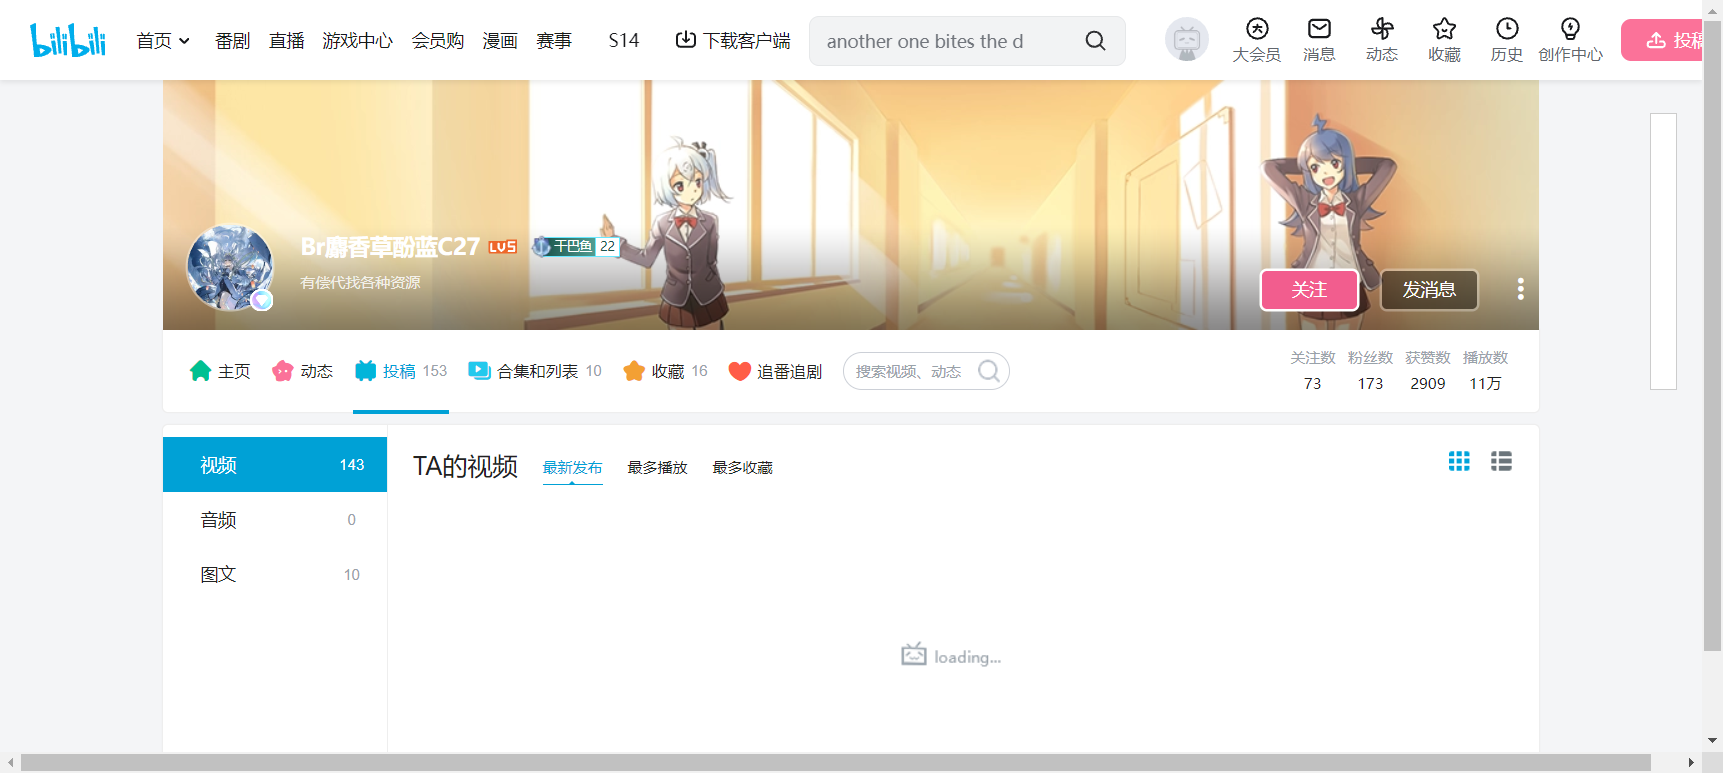 bilibili 首页 番剧 直播 游戏中心 会员购 漫画 赛事 S14 下载客户端 another one bites the d 大会员 消息 动态 收藏 历史 创作中心 投稿
Br麝香草酚蓝C27 LV5 干巴鱼 22
有偿代找各种资源
关注 发消息
主页 动态 投稿 153 合集和列表 10 收藏 16 追番追剧 搜索视频、动态
关注数 粉丝数 获赞数 播放数
73 173 2909 11万
视频 143
音频 0
图文 10
TA的视频 最新发布 最多播放 最多收藏
loading...